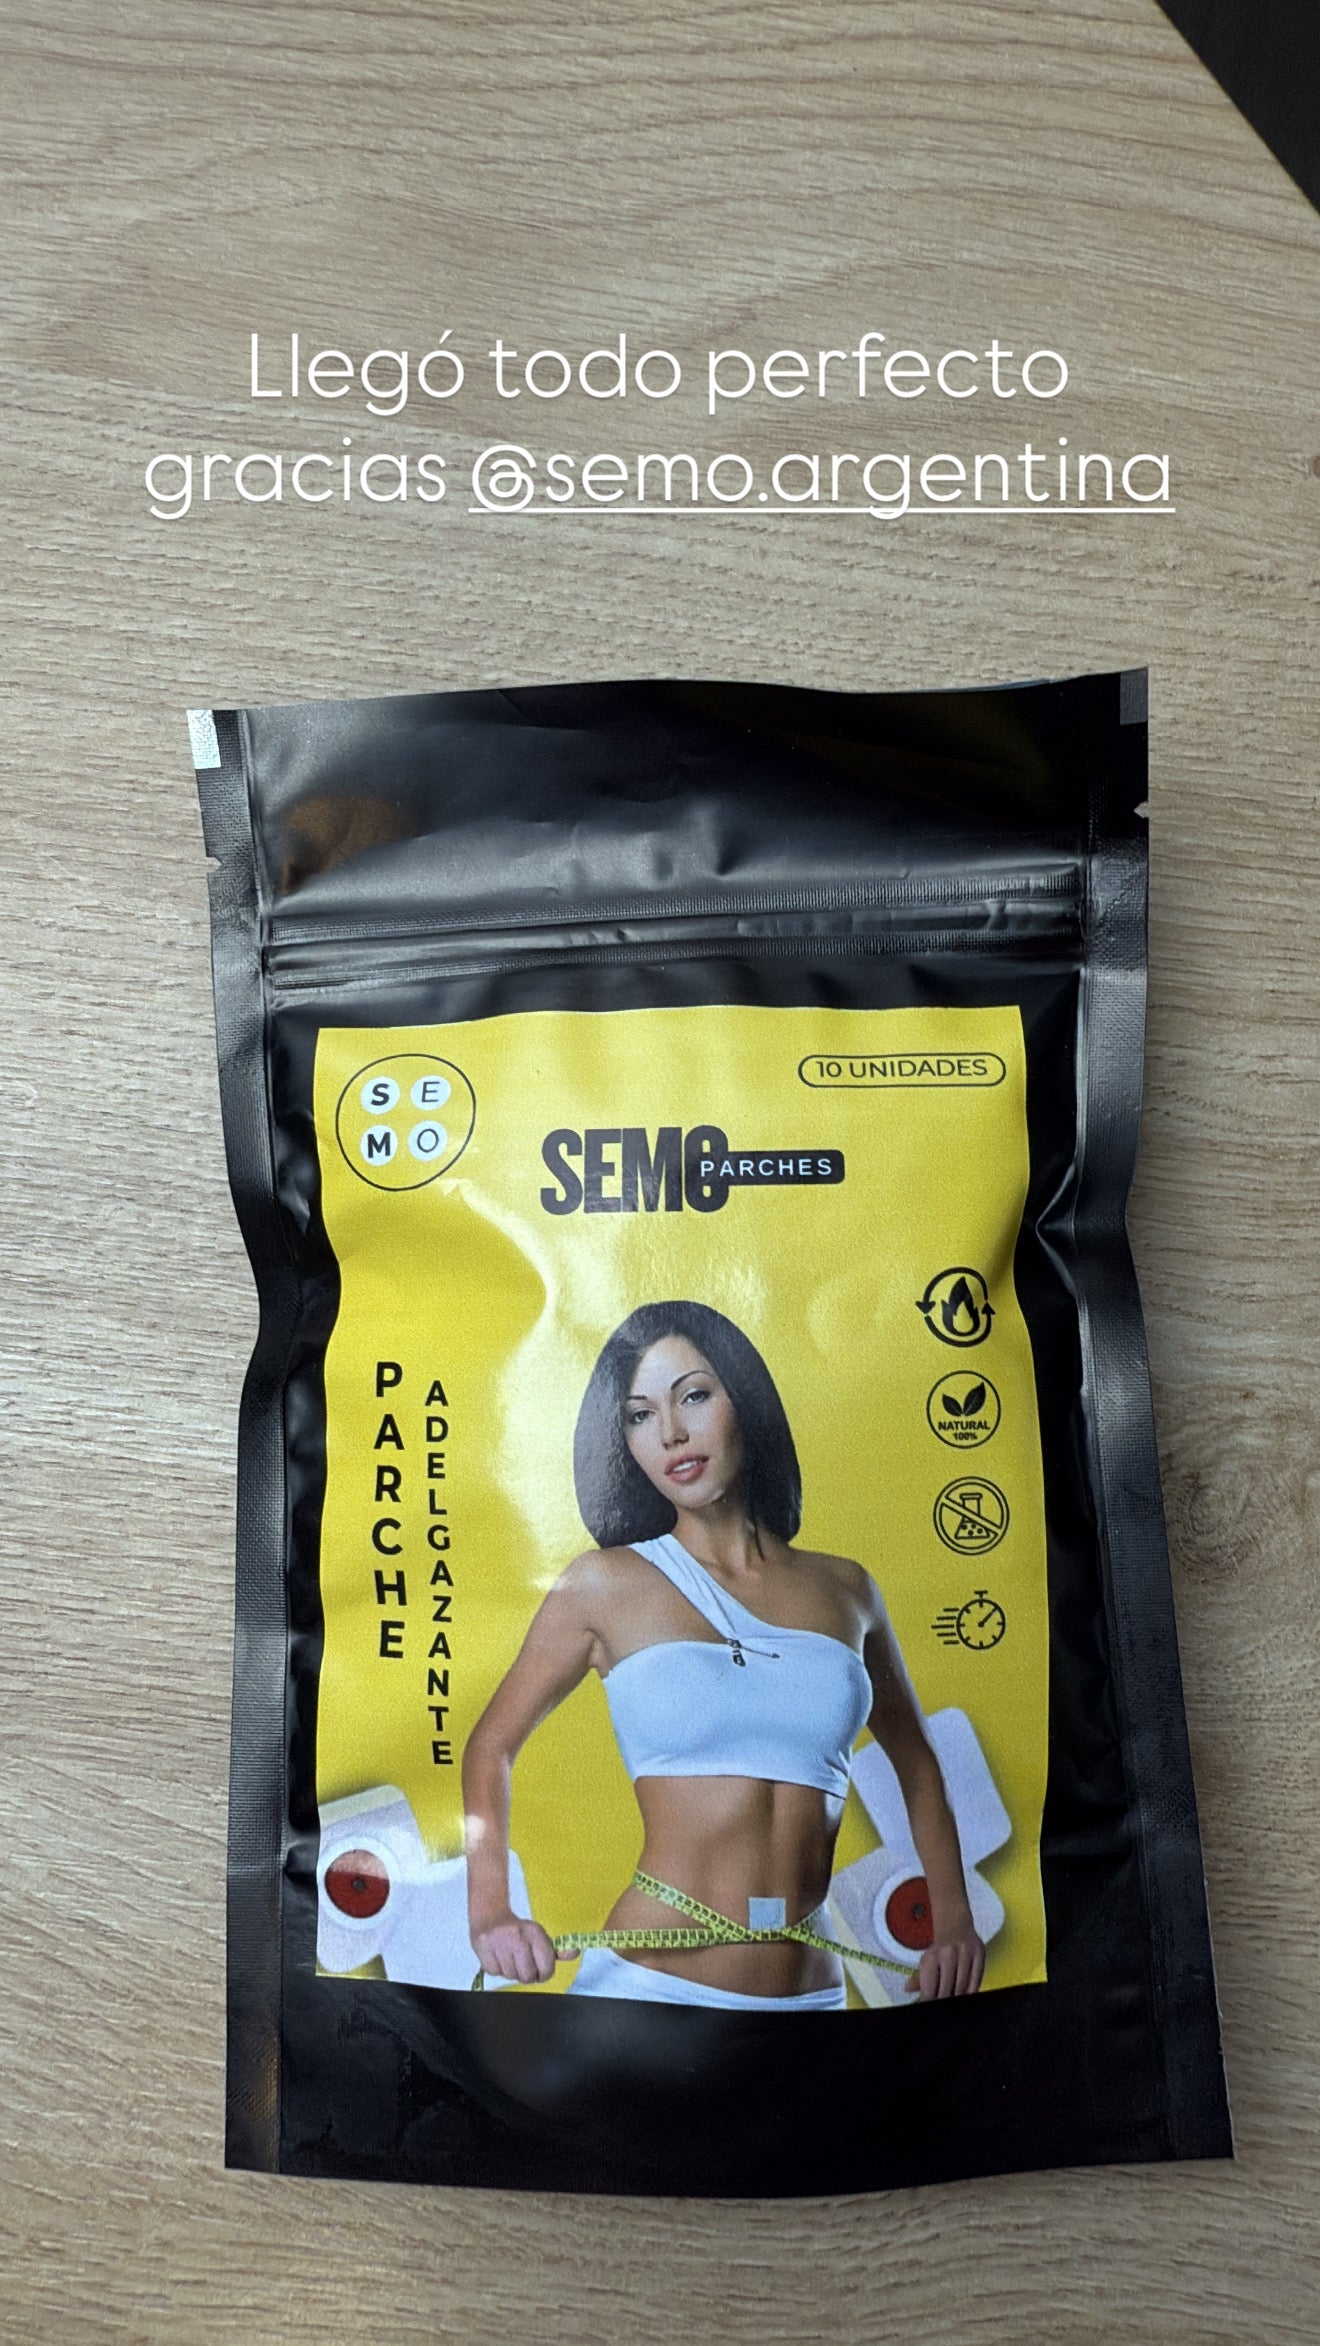 Llegó todo perfecto
gracias @semo.argentina
10 UNIDADES
S E
M O
SEMO PARCHES
PARCHE
ADELGAZANTE
NATURAL
100%